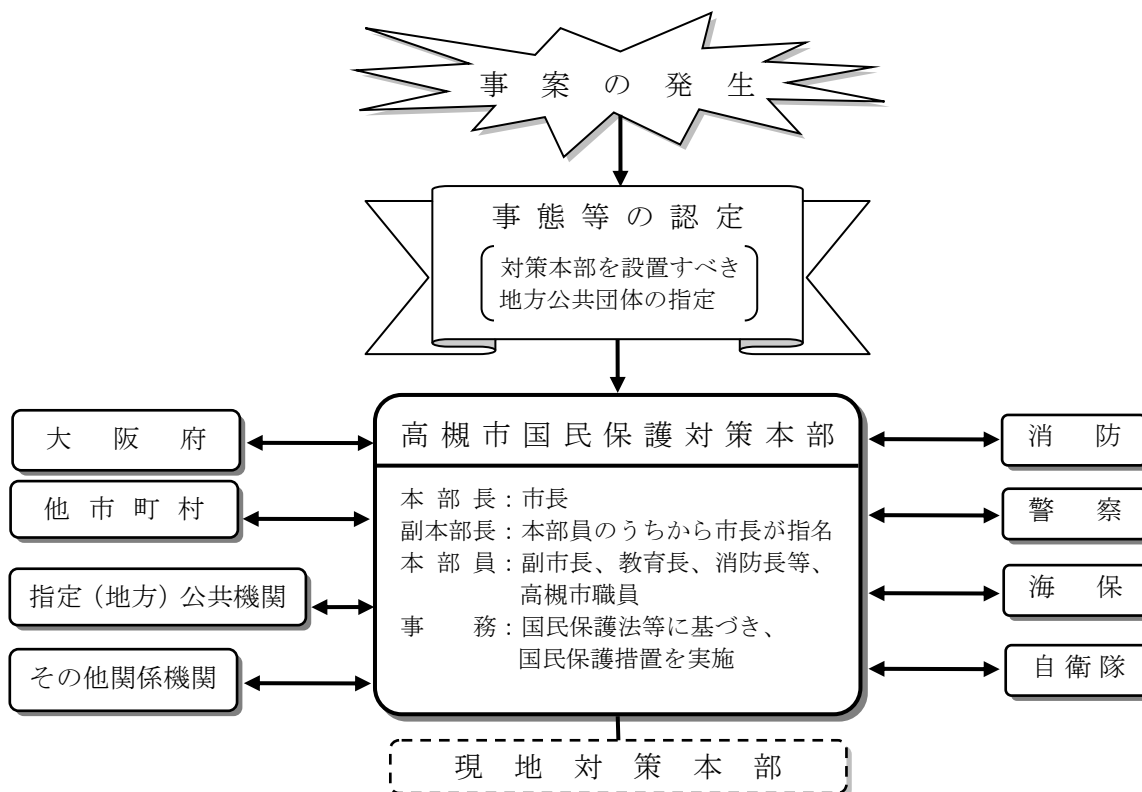 事案の発生
事態等の認定
対策本部を設置すべき
地方公共団体の指定
高槻市国民保護対策本部
本部長：市長
副本部長：本部員のうちから市長が指名
本部員：副市長、教育長、消防長等、
高槻市職員
事務：国民保護法等に基づき、
国民保護措置を実施
大阪府
他市町村
指定（地方）公共機関
その他関係機関
消防
警察
海保
自衛隊
現地対策本部